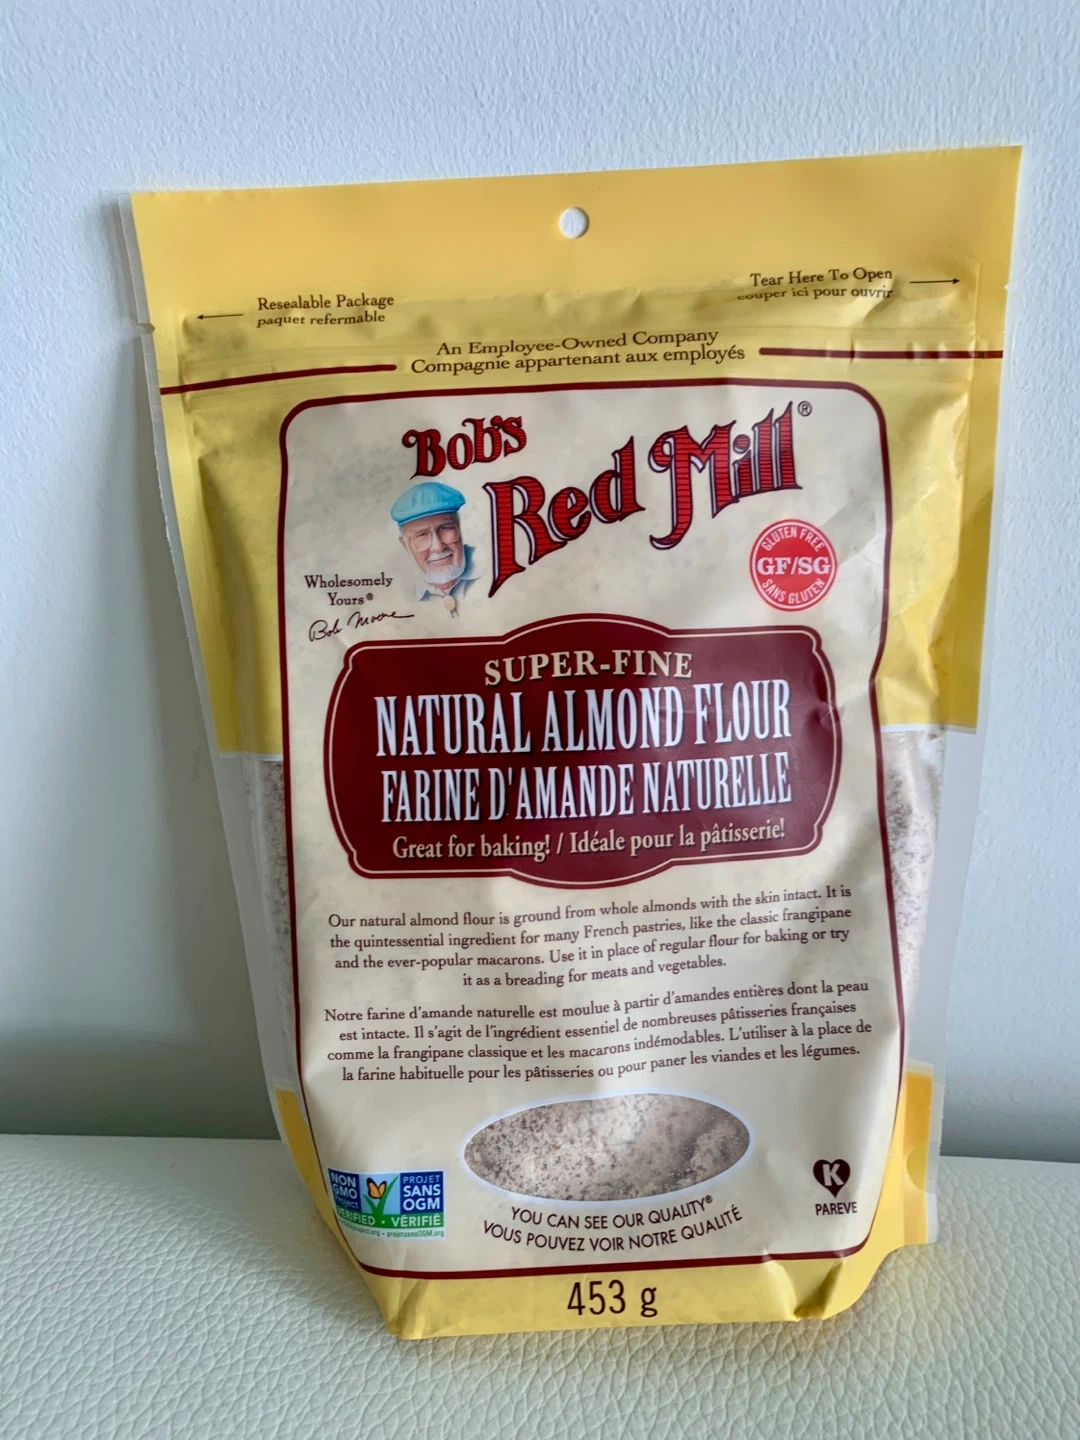 Tear Here To Open
couper ici pour ouvrir
Resealable Package
paquet refermable
An Employee-Owned Company
Compagnie appartenant aux employés
Bob's
Red Mill®
GLUTEN FREE
GF/SG
SANS GLUTEN
Wholesomely
Yours®
Bob Moore
SUPER-FINE
NATURAL ALMOND FLOUR
FARINE D'AMANDE NATURELLE
Great for baking! / Idéale pour la pâtisserie!
Our natural almond flour is ground from whole almonds with the skin intact. It is
the quintessential ingredient for many French pastries, like the classic frangipane
and the ever-popular macarons. Use it in place of regular flour for baking or try
it as a breading for meats and vegetables.
Notre farine d'amande naturelle est moulue à partir d'amandes entières dont la peau
est intacte. Il s'agit de l'ingrédient essentiel de nombreuses pâtisseries françaises
comme la frangipane classique et les macarons indémodables. L'utiliser à la place de
la farine habituelle pour les pâtisseries ou pour paner les viandes et les légumes.
NON
GMO
Project
PROJET
SANS
OGM
VERIFIED • VÉRIFIÉ
projetsansOGM.org
YOU CAN SEE OUR QUALITY®
VOUS POUVEZ VOIR NOTRE QUALITÉ
K
PAREVE
453 g